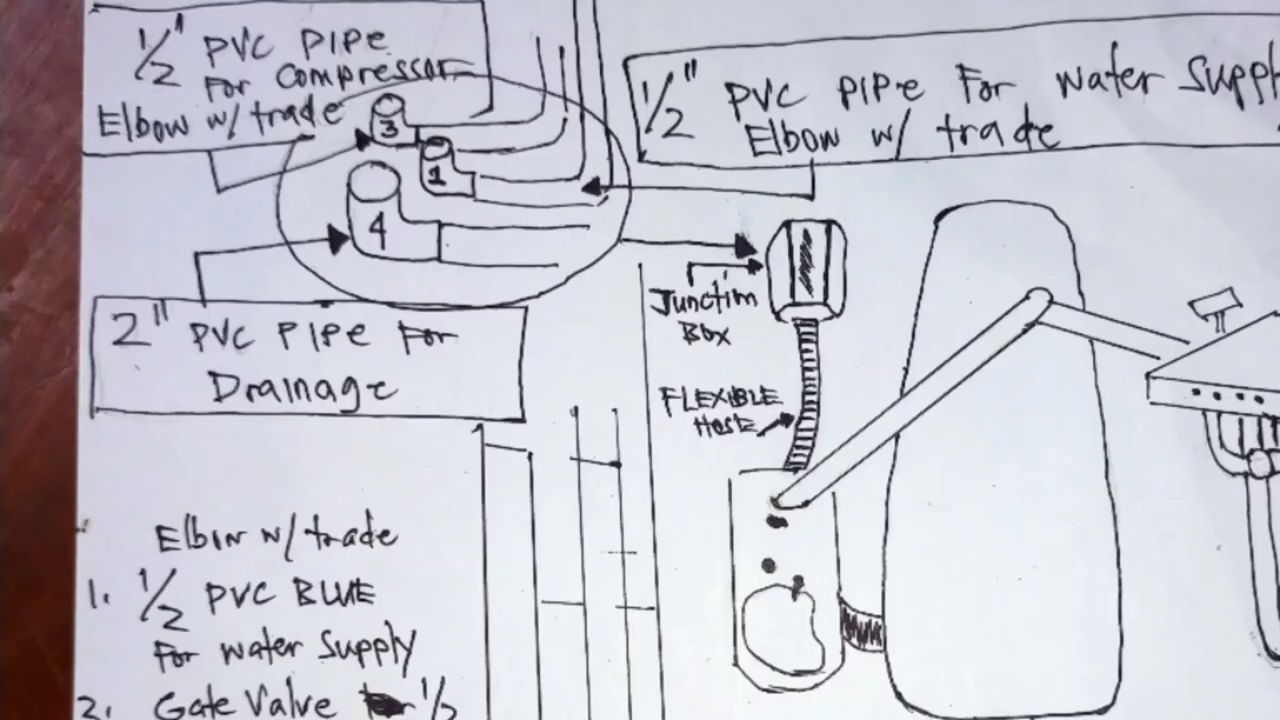 1/2" PVC PIPE
For Compressor
Elbow w/ trade
1/2" PVC PIPE For Water Suppl
Elbow w/ trade
3
1
4
2" PVC PIPE For
Drainage
Junction
Box
FLEXIBLE
HOSE
Elbow w/ trade
1. 1/2 PVC BLUE
For water Supply
2. Gate Valve 1/2